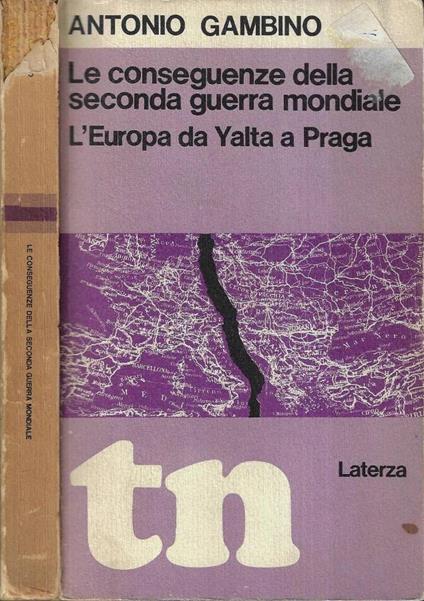 ANTONIO GAMBINO
Le conseguenze della
seconda guerra mondiale
L'Europa da Yalta a Praga
LE CONSEGUENZE DELLA SECONDA GUERRA MONDIALE
tn
Laterza